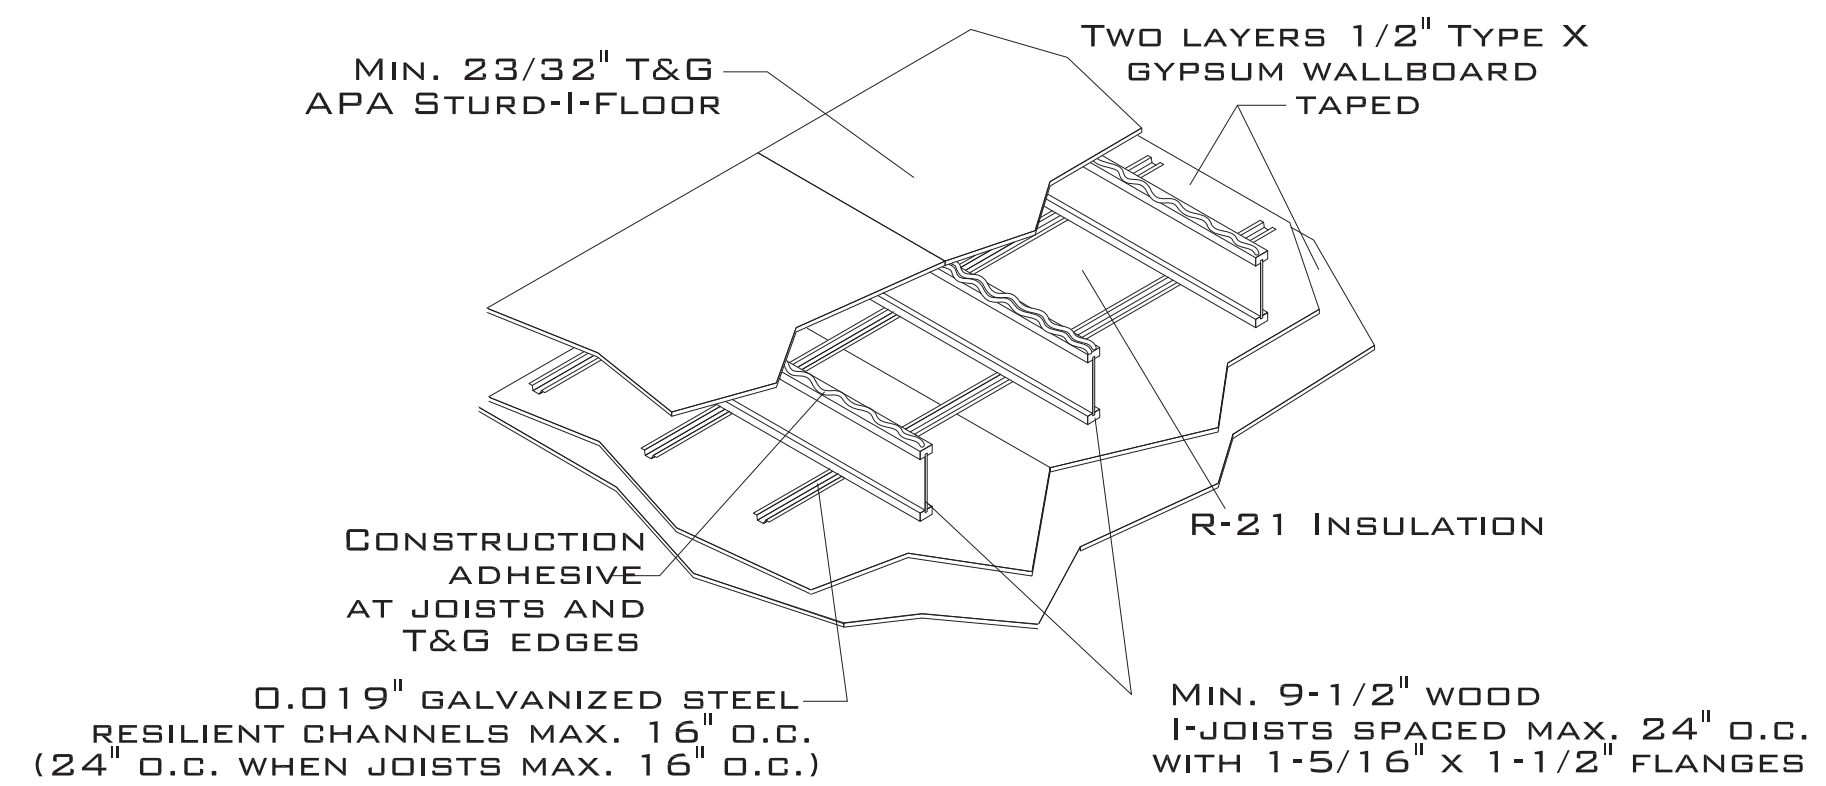 MIN. 23/32" T&G
APA STURD-I-FLOOR
TWO LAYERS 1/2" TYPE X
GYPSUM WALLBOARD
TAPED
R-21 INSULATION
CONSTRUCTION
ADHESIVE
AT JOISTS AND
T&G EDGES
0.019" GALVANIZED STEEL
RESILIENT CHANNELS MAX. 16" O.C.
(24" O.C. WHEN JOISTS MAX. 16" O.C.)
MIN. 9-1/2" WOOD
I-JOISTS SPACED MAX. 24" O.C.
WITH 1-5/16" X 1-1/2" FLANGES